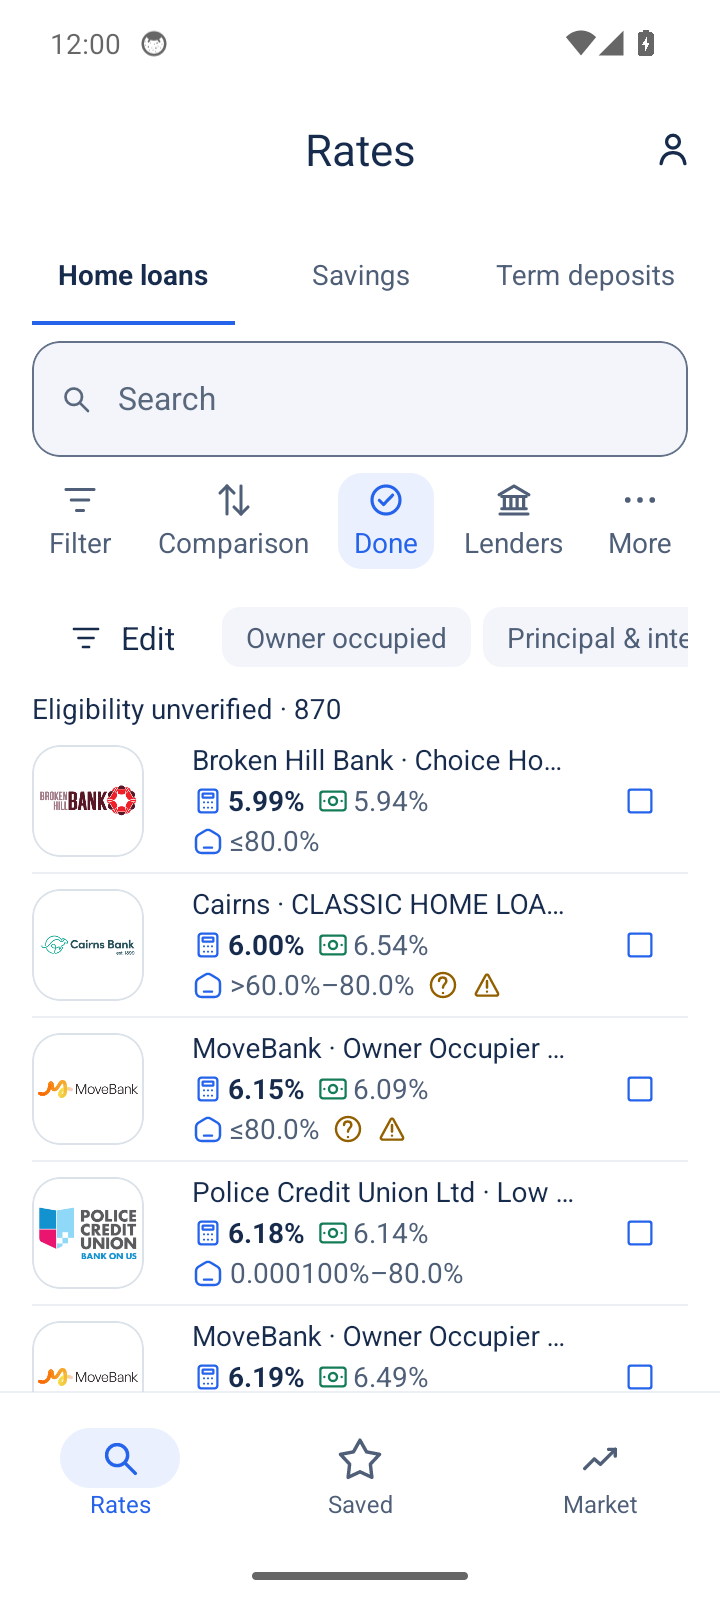 12:00
Rates
Home loans
Savings
Term deposits
Search
Filter
Comparison
Done
Lenders
More
Edit
Owner occupied
Principal & inte
Eligibility unverified · 870
BROKEN HILL BANK
Broken Hill Bank · Choice Ho...
5.99% 5.94%
≤80.0%
Cairns Bank
est. 1899
Cairns · CLASSIC HOME LOA...
6.00% 6.54%
>60.0%–80.0%
MoveBank
MoveBank · Owner Occupier ...
6.15% 6.09%
≤80.0%
POLICE
CREDIT
UNION
BANK ON US
Police Credit Union Ltd · Low ...
6.18% 6.14%
0.000100%–80.0%
MoveBank
MoveBank · Owner Occupier ...
6.19% 6.49%
Rates
Saved
Market